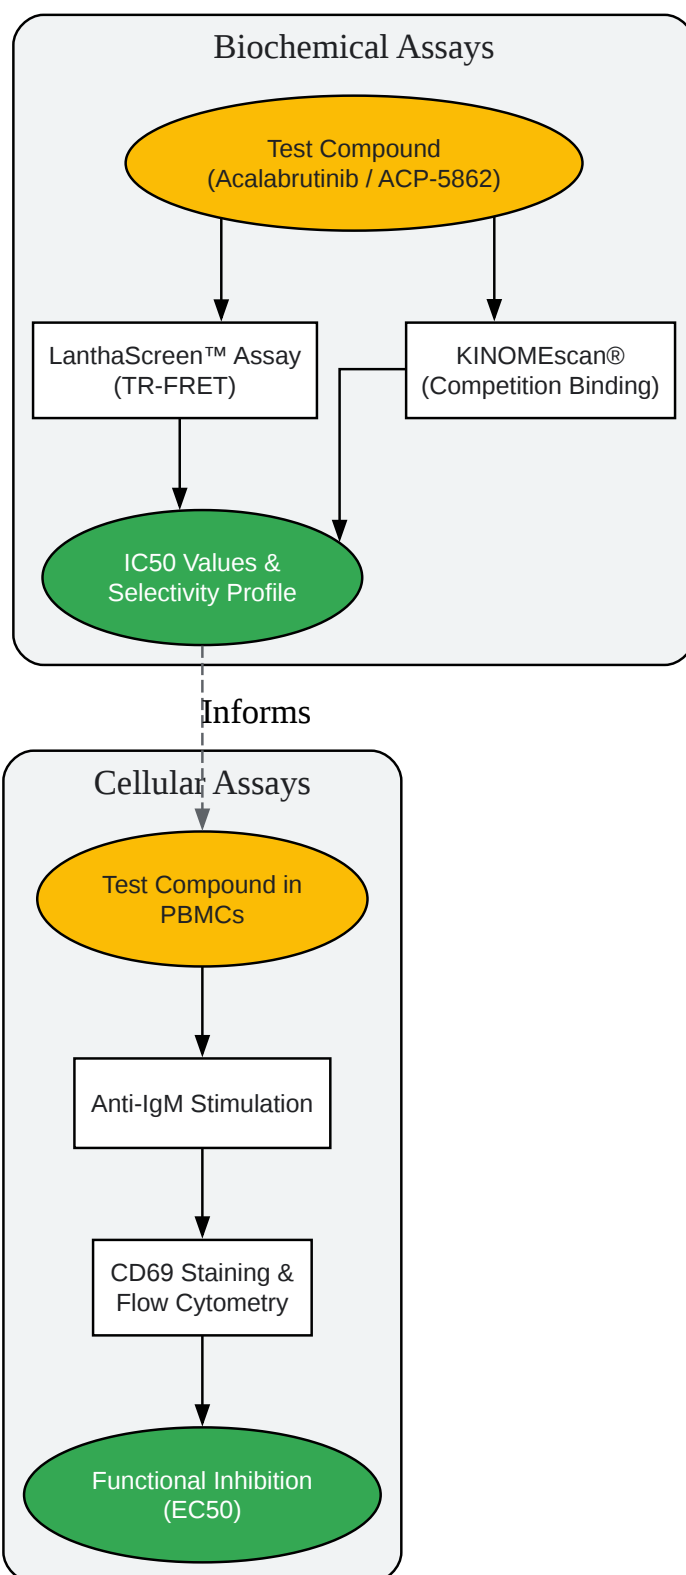 Biochemical Assays
Test Compound
(Acalabrutinib / ACP-5862)
LanthaScreen™ Assay
(TR-FRET)
KINOMEscan®
(Competition Binding)
IC50 Values &
Selectivity Profile
Informs
Cellular Assays
Test Compound in
PBMCs
Anti-IgM Stimulation
CD69 Staining &
Flow Cytometry
Functional Inhibition
(EC50)